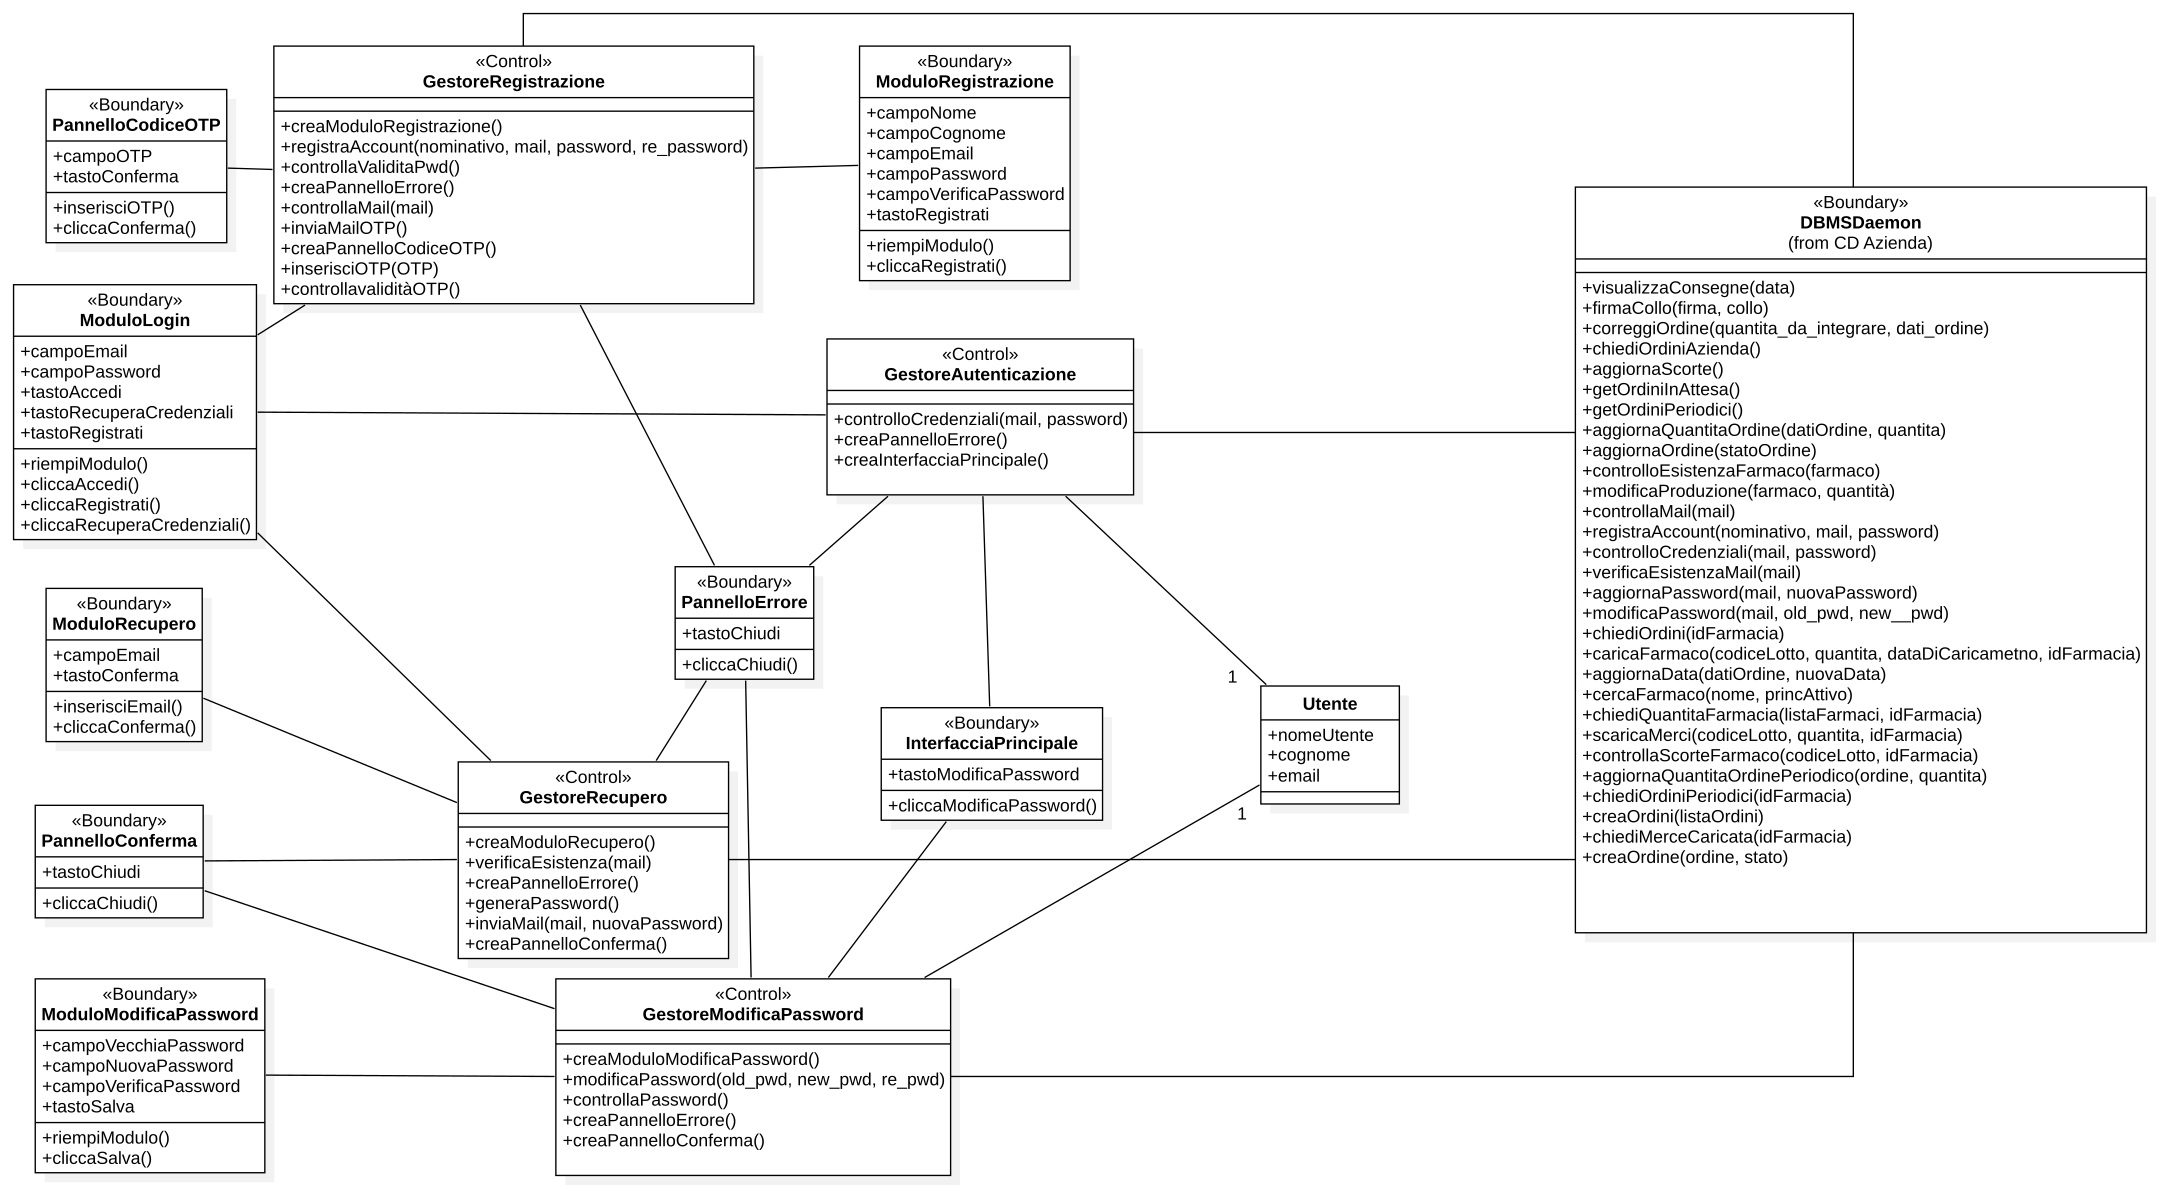 «Control»
GestoreRegistrazione
+creaModuloRegistrazione()
+registraAccount(nominativo, mail, password, re_password)
+controllaValiditaPwd()
+creaPannelloErrore()
+controllaMail(mail)
+inviaMailOTP()
+creaPannelloCodiceOTP()
+inserisciOTP(OTP)
+controllavaliditàOTP()
«Boundary»
ModuloRegistrazione
+campoNome
+campoCognome
+campoEmail
+campoPassword
+campoVerificaPassword
+tastoRegistrati
+riempiModulo()
+cliccaRegistrati()
«Boundary»
PannelloCodiceOTP
+campoOTP
+tastoConferma
+inserisciOTP()
+cliccaConferma()
«Boundary»
DBMSDaemon
(from CD Azienda)
+visualizzaConsegne(data)
+firmaCollo(firma, collo)
+correggiOrdine(quantita_da_integrare, dati_ordine)
+chiediOrdiniAzienda()
+aggiornaScorte()
+getOrdiniInAttesa()
+getOrdiniPeriodici()
+aggiornaQuantitaOrdine(datiOrdine, quantita)
+aggiornaOrdine(statoOrdine)
+controlloEsistenzaFarmaco(farmaco)
+modificaProduzione(farmaco, quantità)
+controllaMail(mail)
+registraAccount(nominativo, mail, password)
+controlloCredenziali(mail, password)
+verificaEsistenzaMail(mail)
+aggiornaPassword(mail, nuovaPassword)
+modificaPassword(mail, old_pwd, new__pwd)
+chiediOrdini(idFarmacia)
+caricaFarmaco(codiceLotto, quantita, dataDiCaricametno, idFarmacia)
+aggiornaData(datiOrdine, nuovaData)
+cercaFarmaco(nome, princAttivo)
+chiediQuantitaFarmacia(listaFarmaci, idFarmacia)
+scaricaMerci(codiceLotto, quantita, idFarmacia)
+controllaScorteFarmaco(codiceLotto, idFarmacia)
+aggiornaQuantitaOrdinePeriodico(ordine, quantita)
+chiediOrdiniPeriodici(idFarmacia)
+creaOrdini(listaOrdini)
+chiediMerceCaricata(idFarmacia)
+creaOrdine(ordine, stato)
«Boundary»
ModuloLogin
+campoEmail
+campoPassword
+tastoAccedi
+tastoRecuperaCredenziali
+tastoRegistrati
+riempiModulo()
+cliccaAccedi()
+cliccaRegistrati()
+cliccaRecuperaCredenziali()
«Control»
GestoreAutenticazione
+controlloCredenziali(mail, password)
+creaPannelloErrore()
+creaInterfacciaPrincipale()
«Boundary»
PannelloErrore
+tastoChiudi
+cliccaChiudi()
«Boundary»
ModuloRecupero
+campoEmail
+tastoConferma
+inserisciEmail()
+cliccaConferma()
1
Utente
+nomeUtente
+cognome
+email
1
«Boundary»
InterfacciaPrincipale
+tastoModificaPassword
+cliccaModificaPassword()
«Control»
GestoreRecupero
+creaModuloRecupero()
+verificaEsistenza(mail)
+creaPannelloErrore()
+generaPassword()
+inviaMail(mail, nuovaPassword)
+creaPannelloConferma()
«Boundary»
PannelloConferma
+tastoChiudi
+cliccaChiudi()
«Boundary»
ModuloModificaPassword
+campoVecchiaPassword
+campoNuovaPassword
+campoVerificaPassword
+tastoSalva
+riempiModulo()
+cliccaSalva()
«Control»
GestoreModificaPassword
+creaModuloModificaPassword()
+modificaPassword(old_pwd, new_pwd, re_pwd)
+controllaPassword()
+creaPannelloErrore()
+creaPannelloConferma()